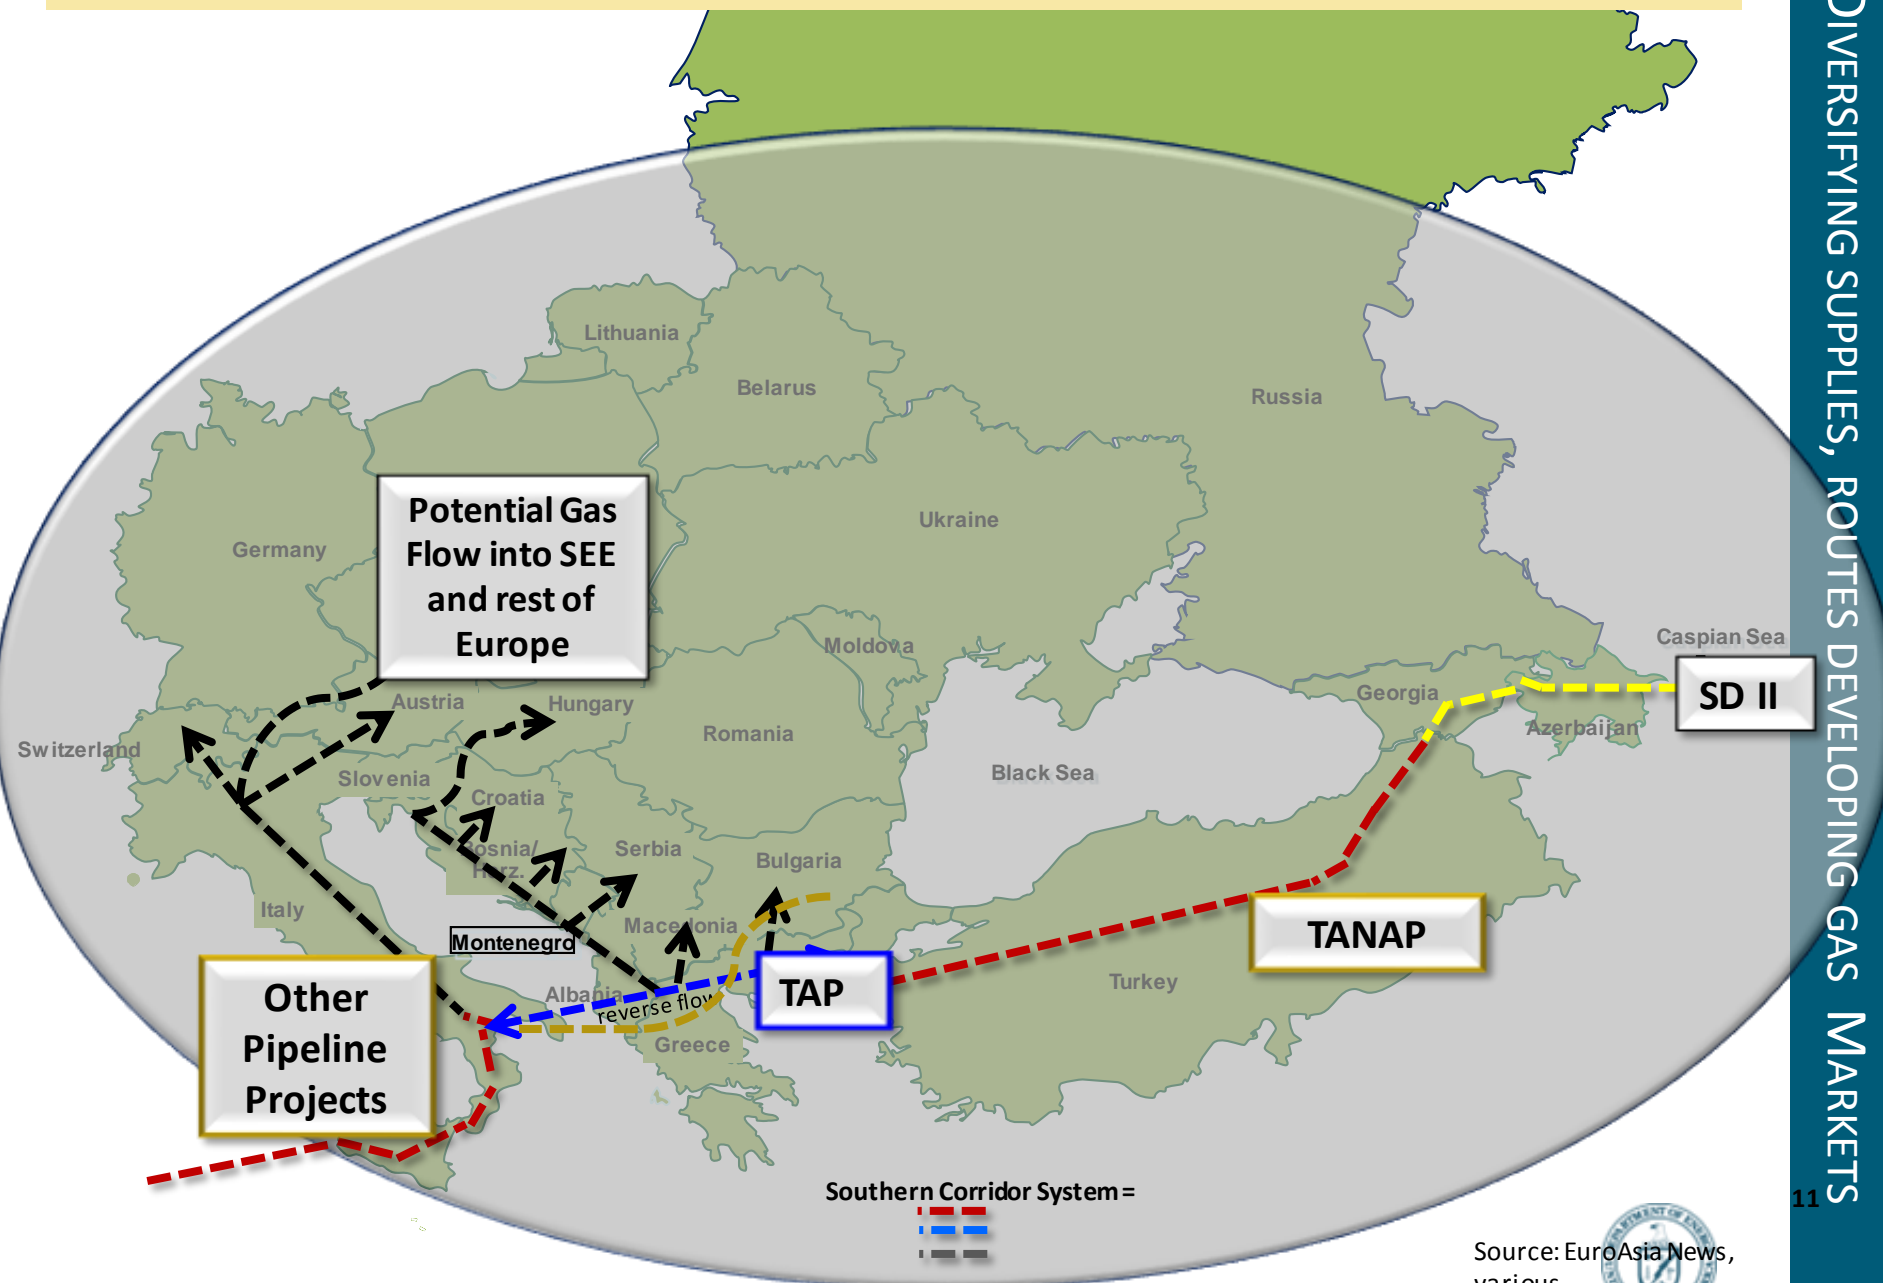 DIVERSIFYING SUPPLIES, ROUTES DEVELOPING GAS MARKETS
Lithuania
Belarus
Russia
Potential Gas
Flow into SEE
and rest of
Europe
Germany
Ukraine
Moldova
Caspian Sea
SD II
Georgia
Azerbaijan
Austria
Hungary
Switzerland
Romania
Slovenia
Black Sea
Croatia
Bosnia/
Herz.
Serbia
Bulgaria
Italy
Macedonia
Montenegro
TANAP
TAP
Turkey
Albania
reverse flow
Other
Pipeline
Projects
Greece
Southern Corridor System =
11
Source: EuroAsia News,
various